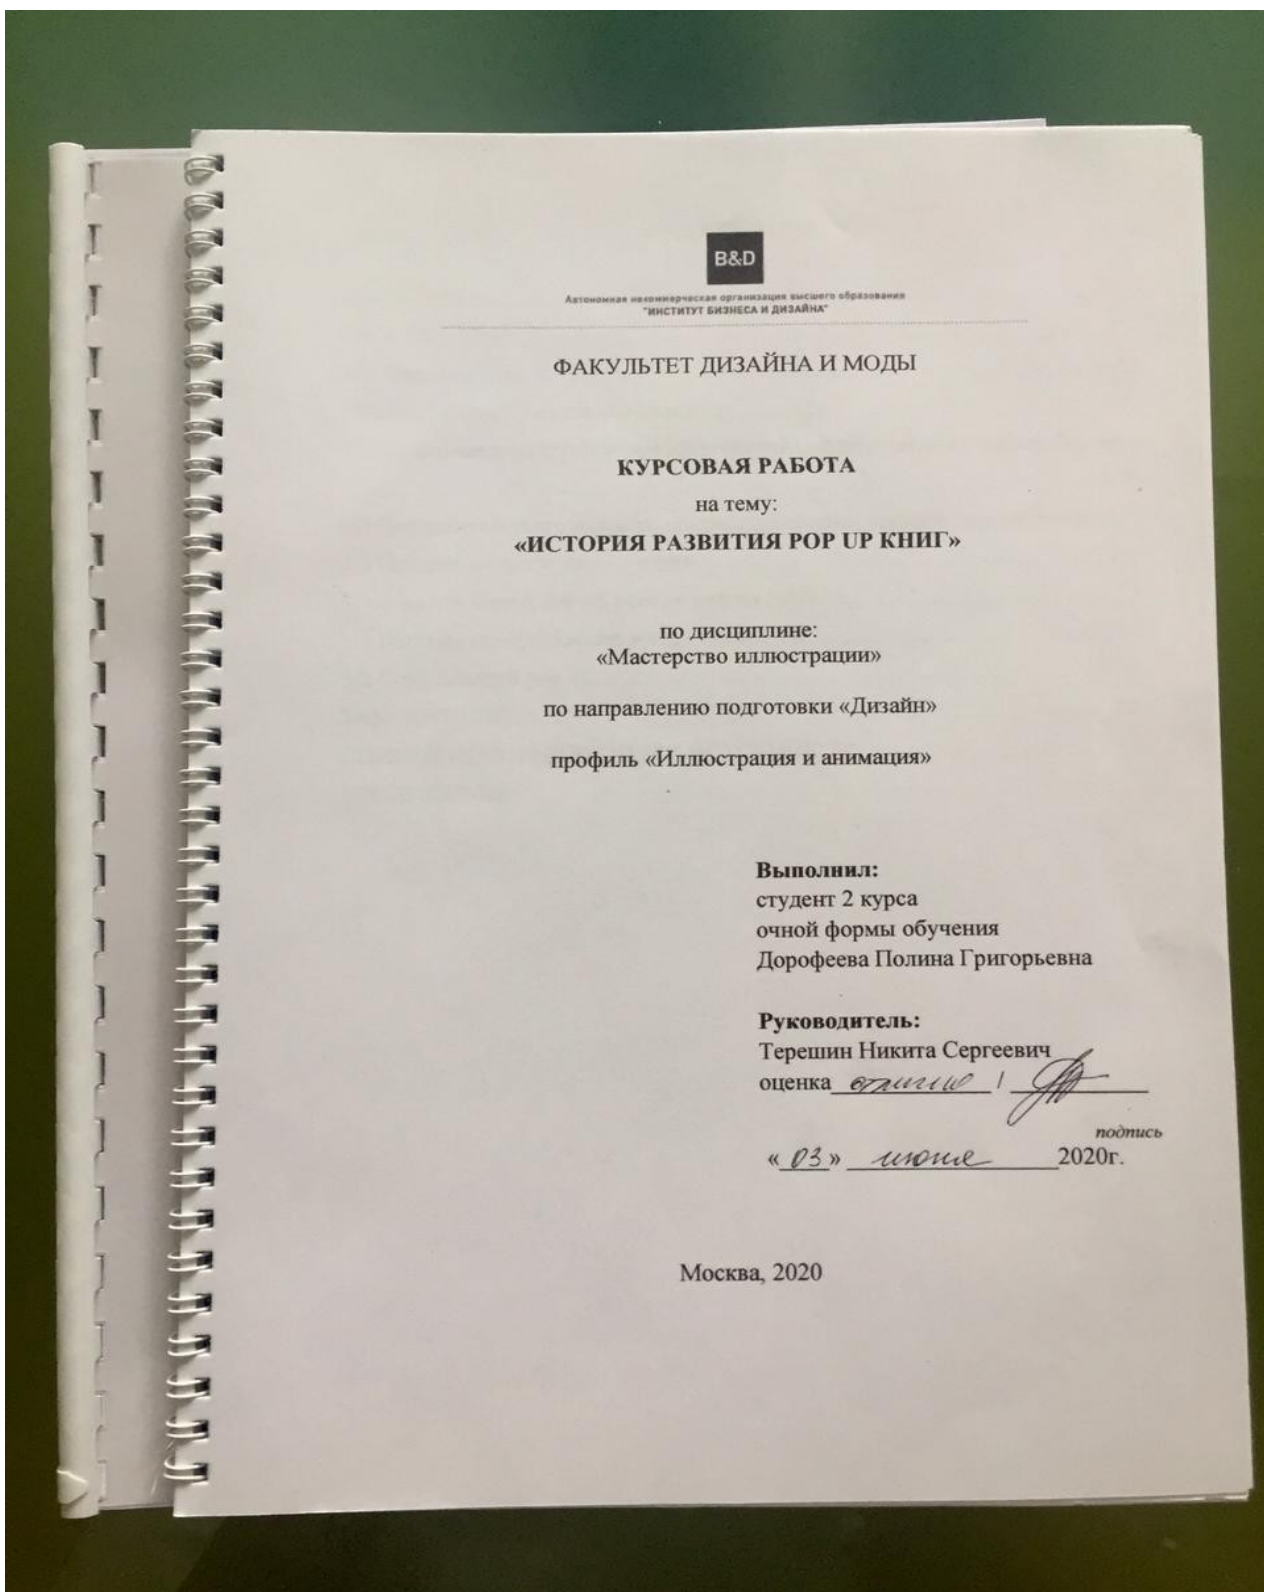 B&D
Автономная некоммерческая организация высшего образования
"ИНСТИТУТ БИЗНЕСА И ДИЗАЙНА"
ФАКУЛЬТЕТ ДИЗАЙНА И МОДЫ
КУРСОВАЯ РАБОТА
на тему:
«ИСТОРИЯ РАЗВИТИЯ POP UP КНИГ»
по дисциплине:
«Мастерство иллюстрации»
по направлению подготовки «Дизайн»
профиль «Иллюстрация и анимация»
Выполнил:
студент 2 курса
очной формы обучения
Дорофеева Полина Григорьевна
Руководитель:
Терешин Никита Сергеевич
оценка отлично /
подпись
«03» июня 2020г.
Москва, 2020